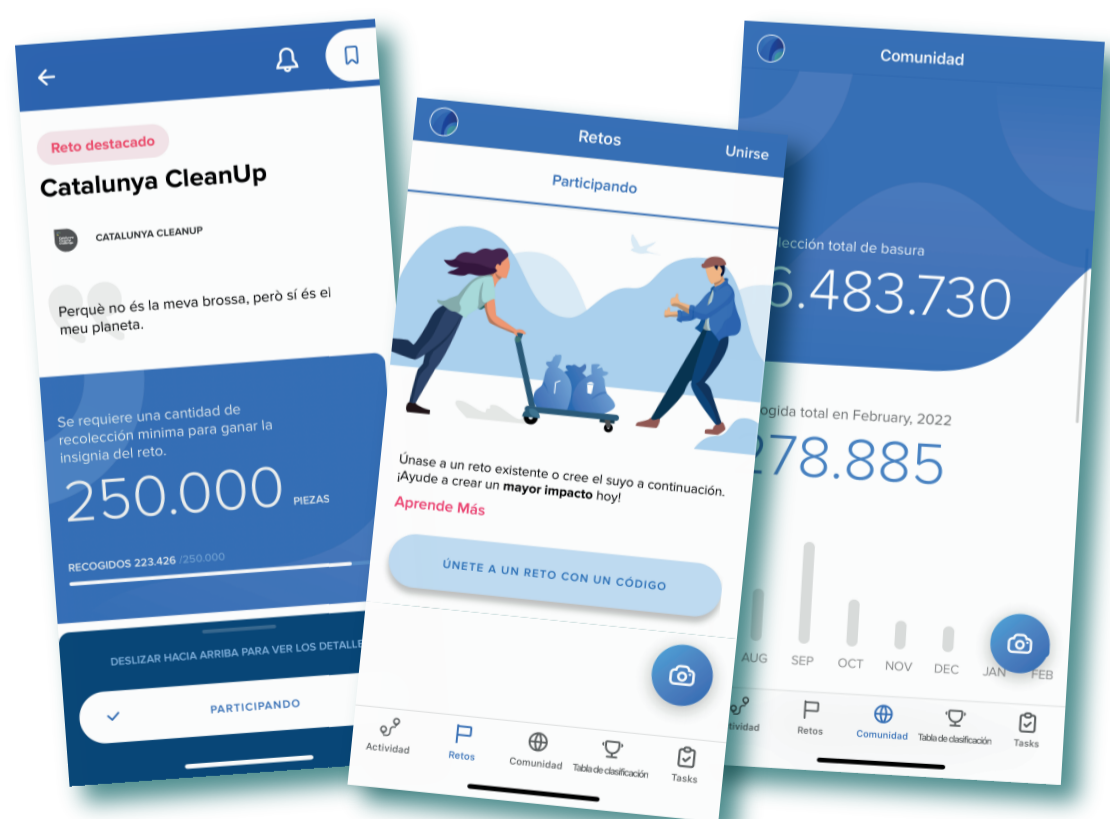 Reto destacado
Catalunya CleanUp
CATALUNYA CLEANUP
Perquè no és la meva brossa, però sí és el
meu planeta.
Se requiere una cantidad de
recolección minima para ganar la
insignia del reto.
250.000 PIEZAS
RECOGIDOS 223.426 /250.000
DESLIZAR HACIA ARRIBA PARA VER LOS DETALLE
PARTICIPANDO
Retos
Unirse
Participando
Únase a un reto existente o cree el suyo a continuación.
¡Ayude a crear un mayor impacto hoy!
Aprende Más
ÚNETE A UN RETO CON UN CÓDIGO
Actividad Retos Comunidad Tabla de clasificación Tasks
Comunidad
lección total de basura
6.483.730
ogida total en February, 2022
278.885
AUG SEP OCT NOV DEC JAN FEB
tividad Retos Comunidad Tabla de clasificación Tasks